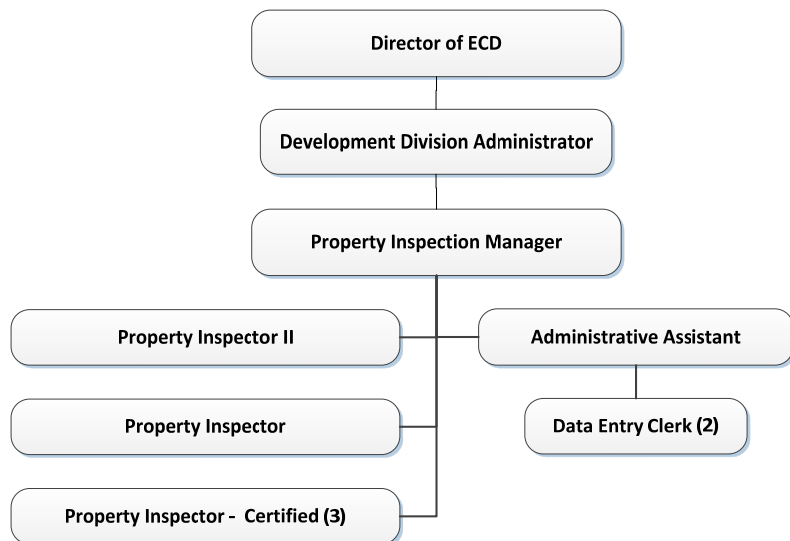 Director of ECD
Development Division Administrator
Property Inspection Manager
Property Inspector II
Administrative Assistant
Property Inspector
Data Entry Clerk (2)
Property Inspector - Certified (3)